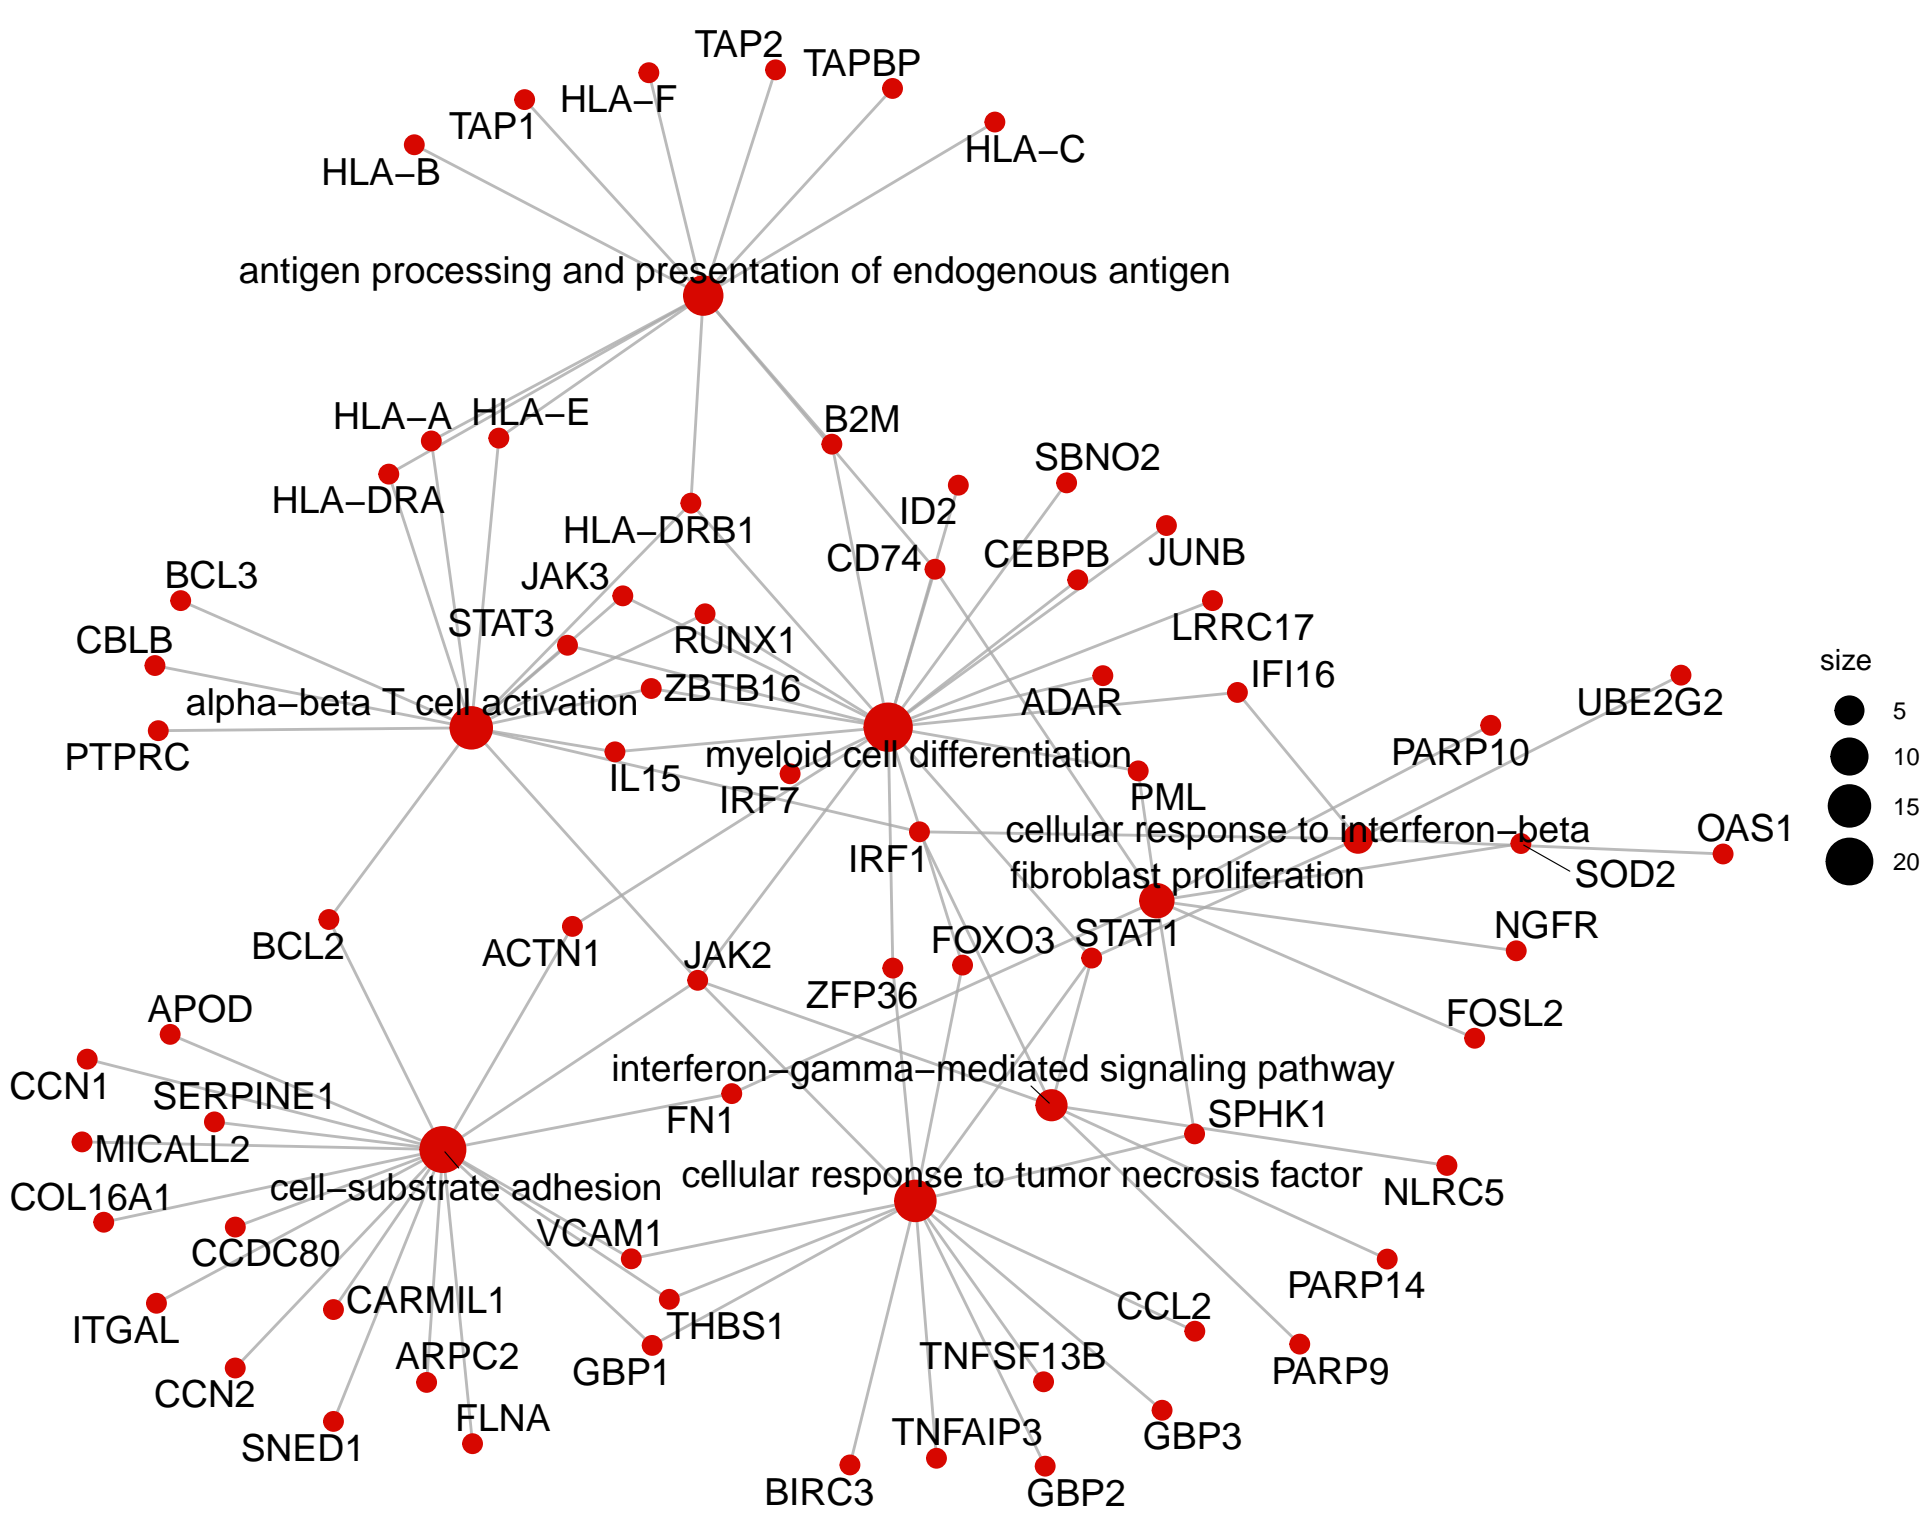 TAP2
TAPBP
HLA−F
TAP1
HLA−C
HLA−B
antigen processing and presentation of endogenous antigen
HLA−A
HLA−E
B2M
SBNO2
HLA−DRA
ID2
HLA−DRB1
CD74
CEBPB
JUNB
BCL3
JAK3
STAT3
RUNX1
LRRC17
CBLB
size
ZBTB16
IFI16
alpha−beta T cell activation
ADAR
UBE2G2
5
PTPRC
myeloid cell differentiation
PARP10
10
IL15
IRF7
PML
15
cellular response to interferon−beta
OAS1
IRF1
20
fibroblast proliferation
SOD2
NGFR
BCL2
ACTN1
JAK2
FOXO3
STAT1
ZFP36
APOD
FOSL2
interferon−gamma−mediated signaling pathway
CCN1
SERPINE1
FN1
SPHK1
MICALL2
cellular response to tumor necrosis factor
COL16A1
cell−substrate adhesion
NLRC5
VCAM1
CCDC80
PARP14
CARMIL1
CCL2
ITGAL
THBS1
ARPC2
TNFSF13B
GBP1
PARP9
CCN2
FLNA
TNFAIP3
GBP3
SNED1
BIRC3
GBP2